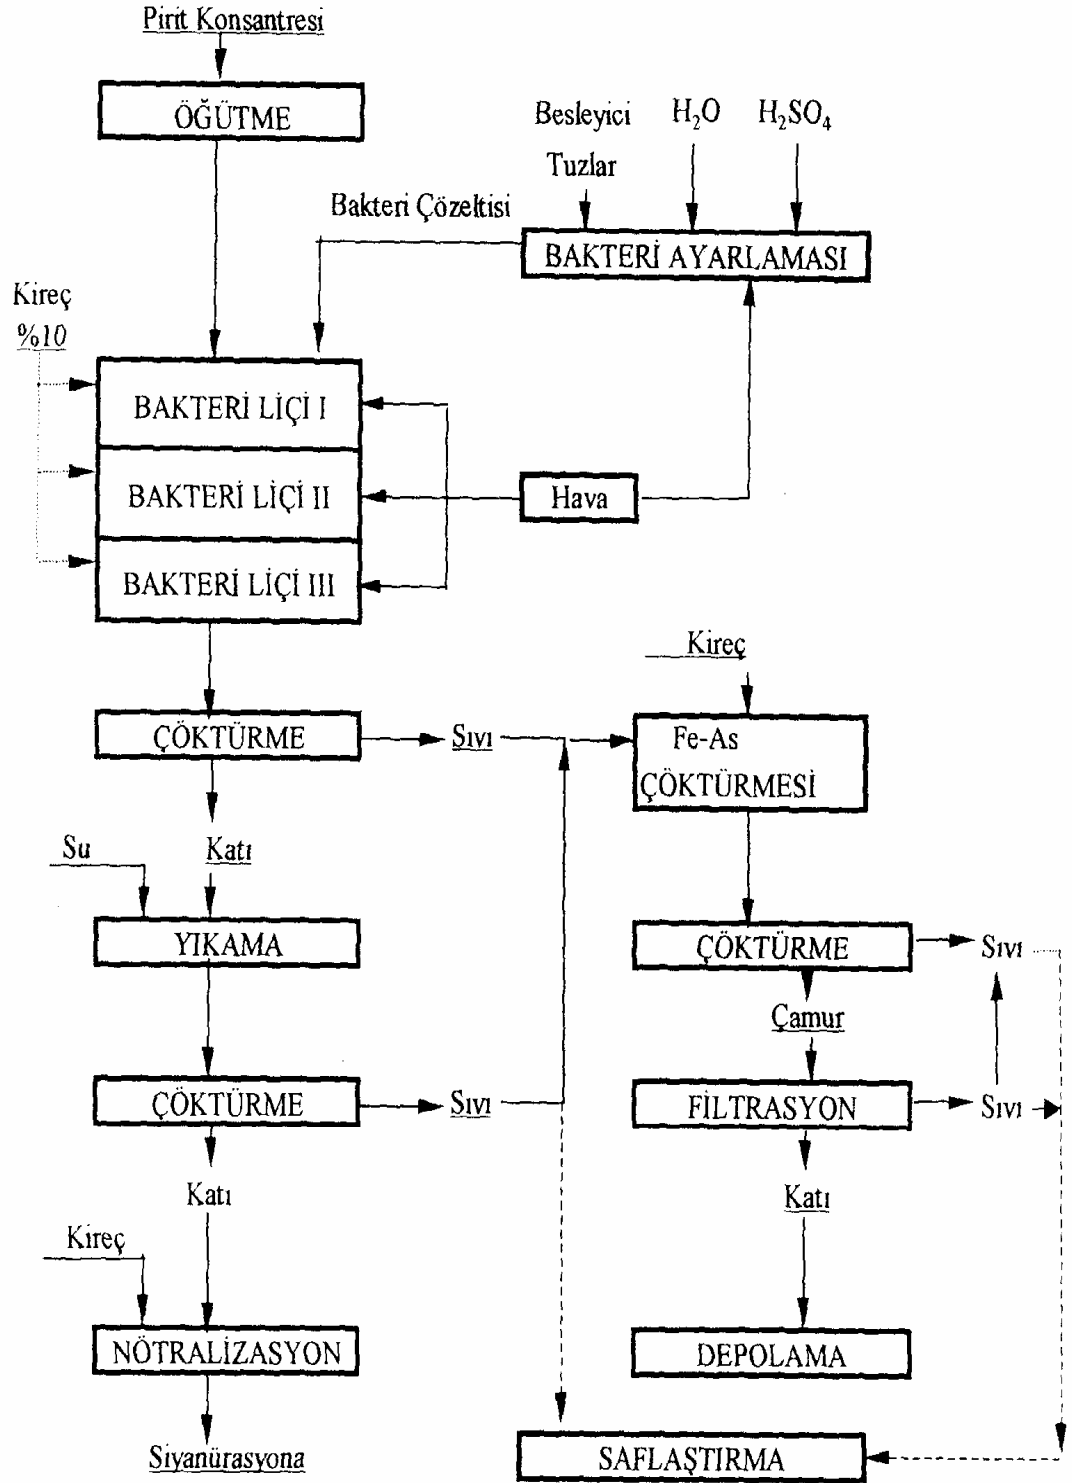 Pirit Konsantresi
ÖĞÜTME
Besleyici
Tuzlar
H₂O
H₂SO₄
Bakteri Çözeltisi
BAKTERİ AYARLAMASI
Kireç
%10
BAKTERİ LİÇİ I
BAKTERİ LİÇİ II
Hava
BAKTERİ LİÇİ III
Kireç
ÇÖKTÜRME
Sıvı
Fe-As
ÇÖKTÜRMESİ
Su
Katı
YIKAMA
ÇÖKTÜRME
Sıvı
Çamur
ÇÖKTÜRME
Sıvı
FİLTRASYON
Sıvı
Katı
Katı
Kireç
NÖTRALİZASYON
DEPOLAMA
Siyanürasyona
SAFLAŞTIRMA